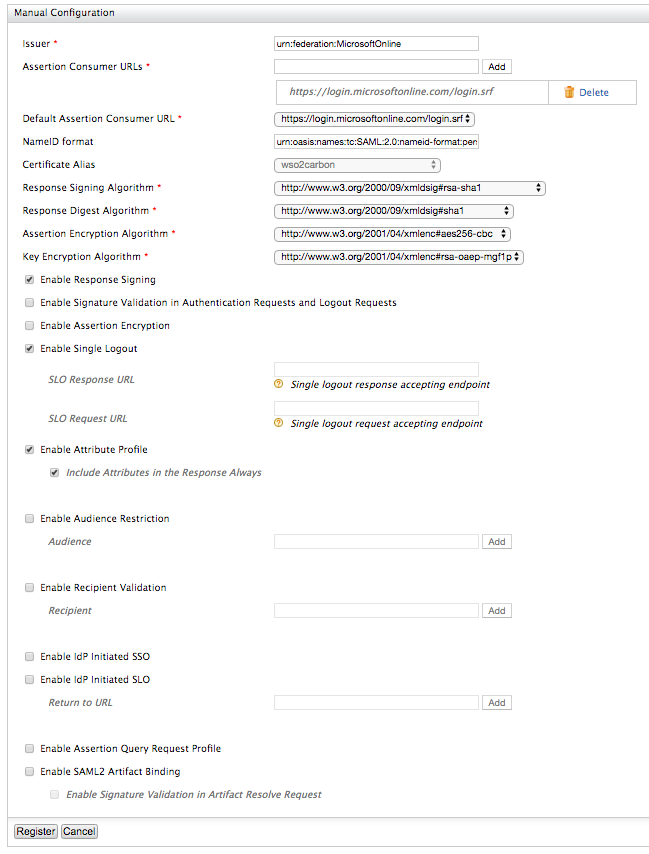 Manual Configuration
Issuer * urn:federation:MicrosoftOnline
Assertion Consumer URLs * Add
https://login.microsoftonline.com/login.srf Delete
Default Assertion Consumer URL * https://login.microsoftonline.com/login.srf
NameID format urn:oasis:names:tc:SAML:2.0:nameid-format:per
Certificate Alias wso2carbon
Response Signing Algorithm * http://www.w3.org/2000/09/xmldsig#rsa-sha1
Response Digest Algorithm * http://www.w3.org/2000/09/xmldsig#sha1
Assertion Encryption Algorithm * http://www.w3.org/2001/04/xmlenc#aes256-cbc
Key Encryption Algorithm * http://www.w3.org/2001/04/xmlenc#rsa-oaep-mgf1p
Enable Response Signing
Enable Signature Validation in Authentication Requests and Logout Requests
Enable Assertion Encryption
Enable Single Logout
SLO Response URL
? Single logout response accepting endpoint
SLO Request URL
? Single logout request accepting endpoint
Enable Attribute Profile
Include Attributes in the Response Always
Enable Audience Restriction
Audience Add
Enable Recipient Validation
Recipient Add
Enable IdP Initiated SSO
Enable IdP Initiated SLO
Return to URL Add
Enable Assertion Query Request Profile
Enable SAML2 Artifact Binding
Enable Signature Validation in Artifact Resolve Request
Register Cancel